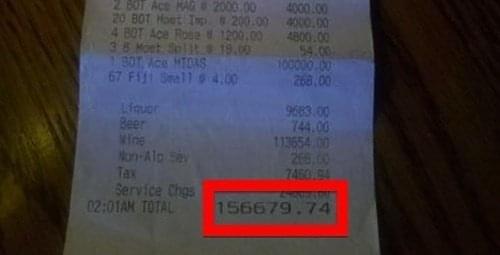 2 BOT Ace MAG @ 2000.00 4000.00
20 BOT Moet Imp. @ 200.00 4000.00
4 BOT Ace Rose @ 1200.00 4800.00
3 6 Moet Split @ 18.00 54.00
1 BOT Ace MIDAS 100000.00
67 Fiji Small @ 4.00 268.00
Liquor 9683.00
Beer 744.00
Wine 113654.00
Non-Alp Bev 268.00
Tax 7460.94
Service Chgs
02:01AM TOTAL 156679.74